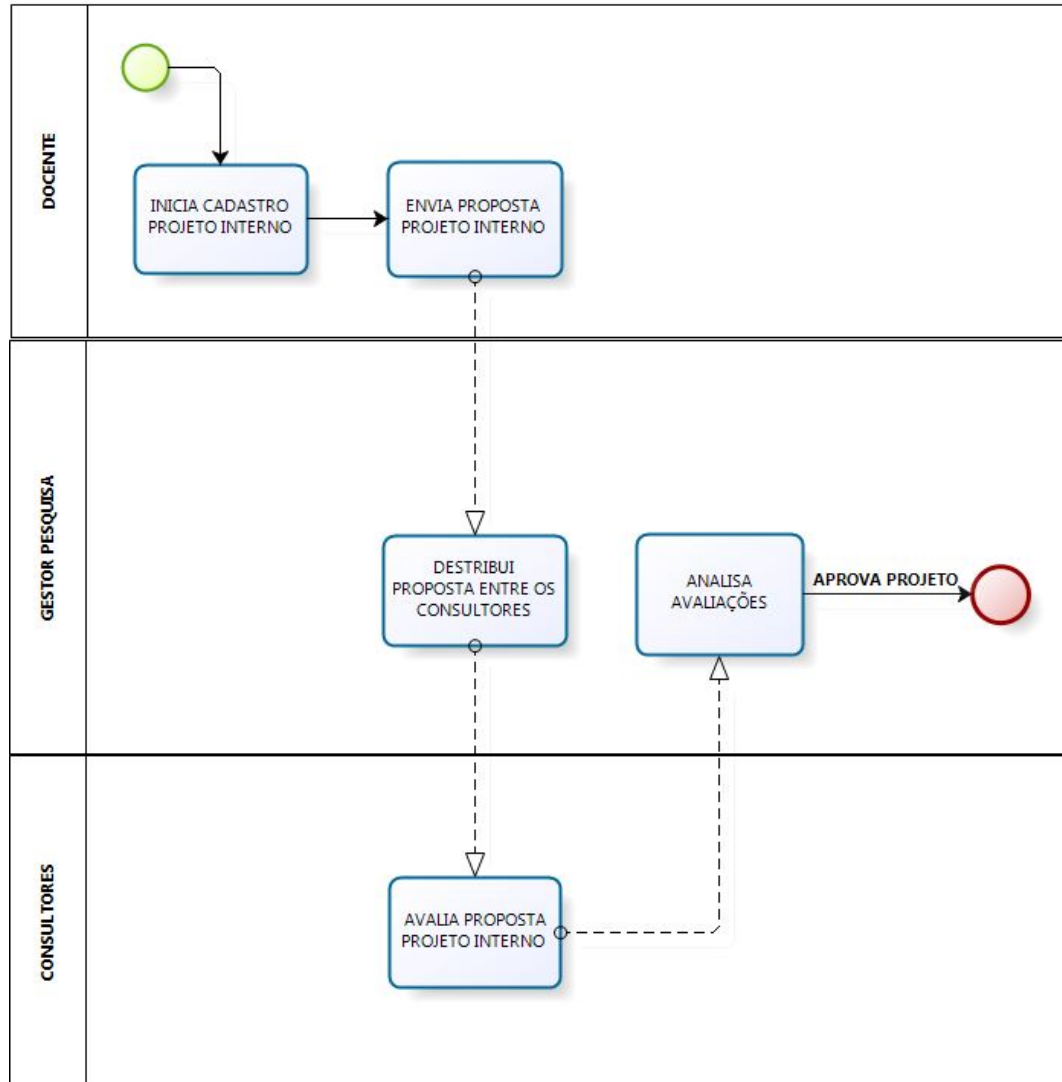 DOCENTE
INICIA CADASTRO
PROJETO INTERNO
ENVIA PROPOSTA
PROJETO INTERNO
GESTOR PESQUISA
DESTRIBUI
PROPOSTA ENTRE OS
CONSULTORES
ANALISA
AVALIAÇÕES
APROVA PROJETO
CONSULTORES
AVALIA PROPOSTA
PROJETO INTERNO